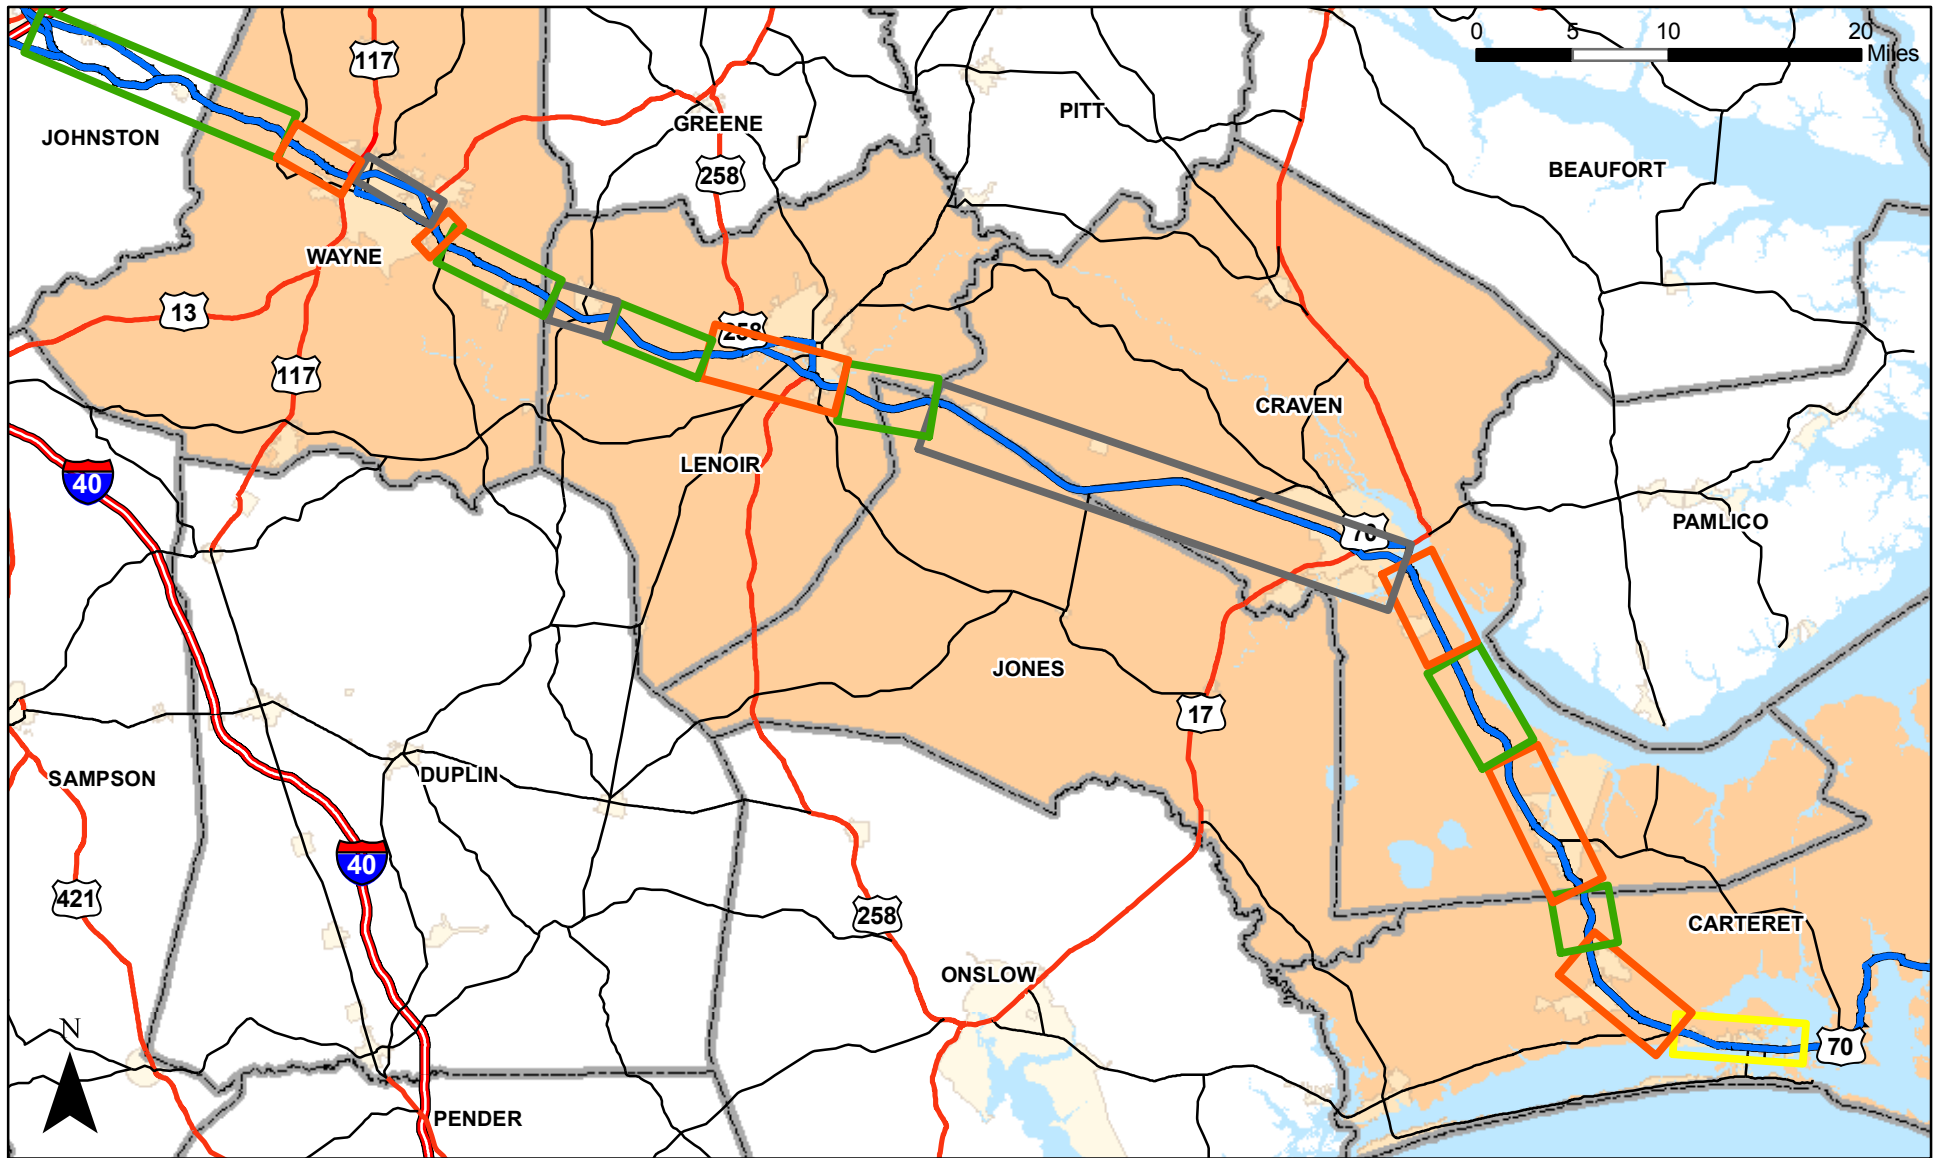 0 5 10 20
Miles
117
PITT
GREENE
JOHNSTON
BEAUFORT
258
WAYNE
13
258
117
CRAVEN
LENOIR
40
PAMLICO
70
JONES
17
DUPLIN
SAMPSON
40
421
258
CARTERET
ONSLOW
N
70
PENDER